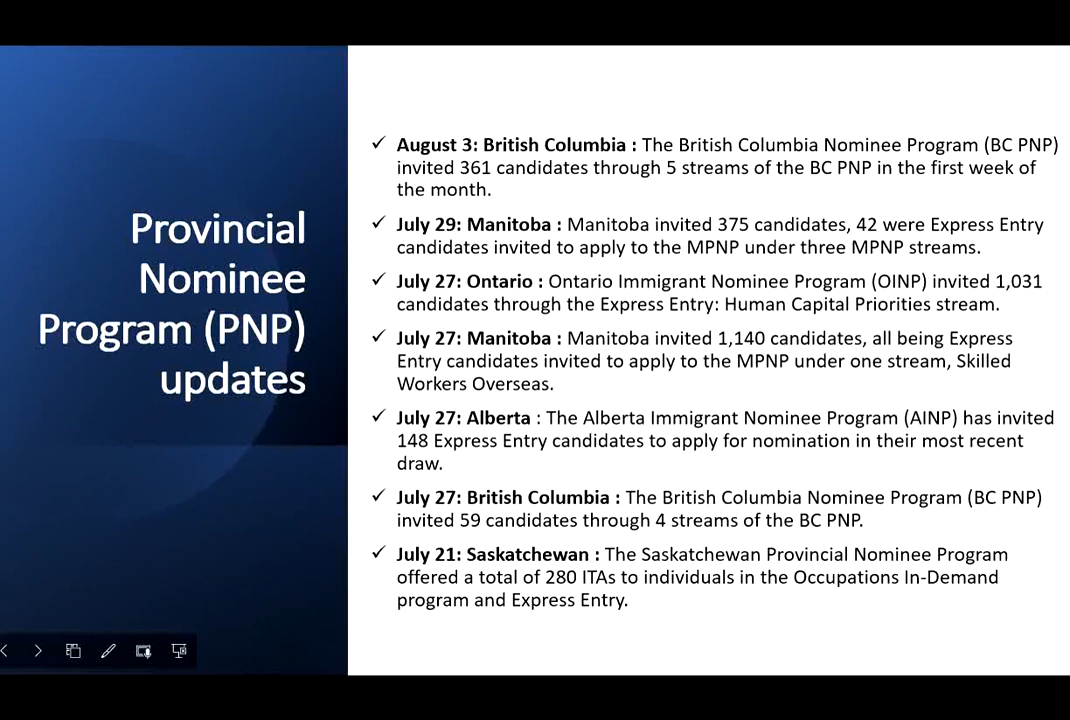 Provincial
Nominee
Program (PNP)
updates
✓ August 3: British Columbia : The British Columbia Nominee Program (BC PNP)
invited 361 candidates through 5 streams of the BC PNP in the first week of
the month.
✓ July 29: Manitoba : Manitoba invited 375 candidates, 42 were Express Entry
candidates invited to apply to the MPNP under three MPNP streams.
✓ July 27: Ontario : Ontario Immigrant Nominee Program (OINP) invited 1,031
candidates through the Express Entry: Human Capital Priorities stream.
✓ July 27: Manitoba : Manitoba invited 1,140 candidates, all being Express
Entry candidates invited to apply to the MPNP under one stream, Skilled
Workers Overseas.
✓ July 27: Alberta : The Alberta Immigrant Nominee Program (AINP) has invited
148 Express Entry candidates to apply for nomination in their most recent
draw.
✓ July 27: British Columbia : The British Columbia Nominee Program (BC PNP)
invited 59 candidates through 4 streams of the BC PNP.
✓ July 21: Saskatchewan : The Saskatchewan Provincial Nominee Program
offered a total of 280 ITAs to individuals in the Occupations In-Demand
program and Express Entry.